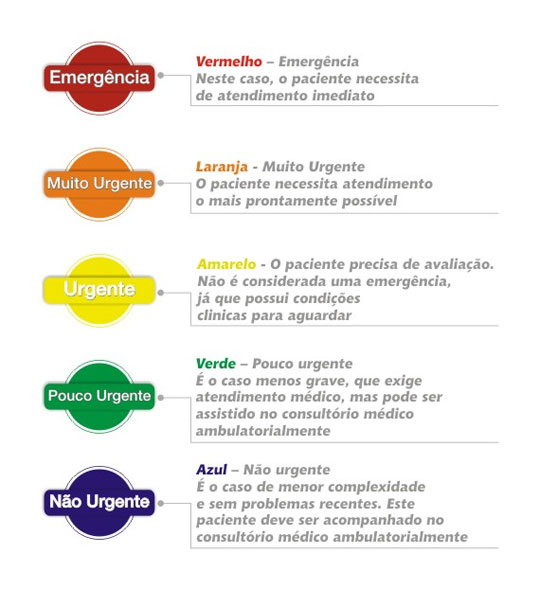 Emergência
Vermelho – Emergência
Neste caso, o paciente necessita
de atendimento imediato
Muito Urgente
Laranja - Muito Urgente
O paciente necessita atendimento
o mais prontamente possível
Urgente
Amarelo - O paciente precisa de avaliação.
Não é considerada uma emergência,
já que possui condições
clinicas para aguardar
Pouco Urgente
Verde – Pouco urgente
É o caso menos grave, que exige
atendimento médico, mas pode ser
assistido no consultório médico
ambulatorialmente
Não Urgente
Azul – Não urgente
É o caso de menor complexidade
e sem problemas recentes. Este
paciente deve ser acompanhado no
consultório médico ambulatorialmente